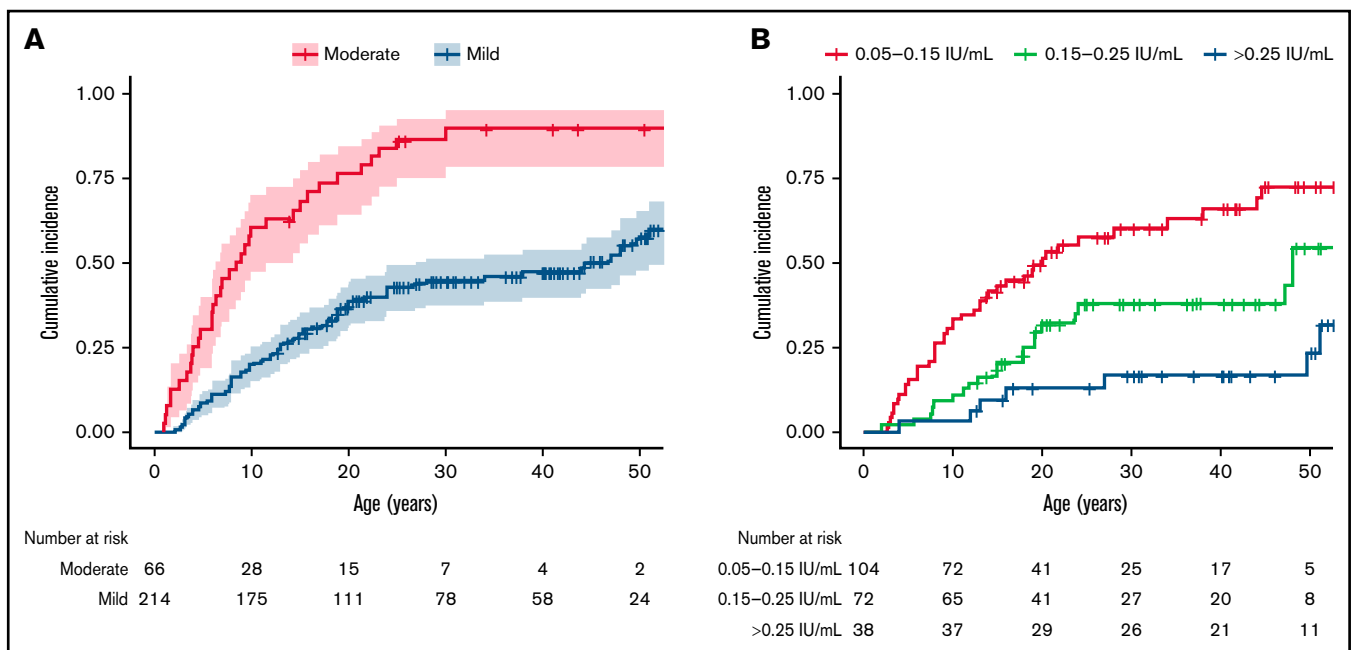 A
Moderate Mild
1.00
0.75
0.50
0.25
0.00
Cumulative incidence
0 10 20 30 40 50
Age (years)
Number at risk
Moderate 66 28 15 7 4 2
Mild 214 175 111 78 58 24
B
0.05–0.15 IU/mL 0.15–0.25 IU/mL >0.25 IU/mL
1.00
0.75
0.50
0.25
0.00
Cumulative incidence
0 10 20 30 40 50
Age (years)
Number at risk
0.05–0.15 IU/mL 104 72 41 25 17 5
0.15–0.25 IU/mL 72 65 41 27 20 8
>0.25 IU/mL 38 37 29 26 21 11